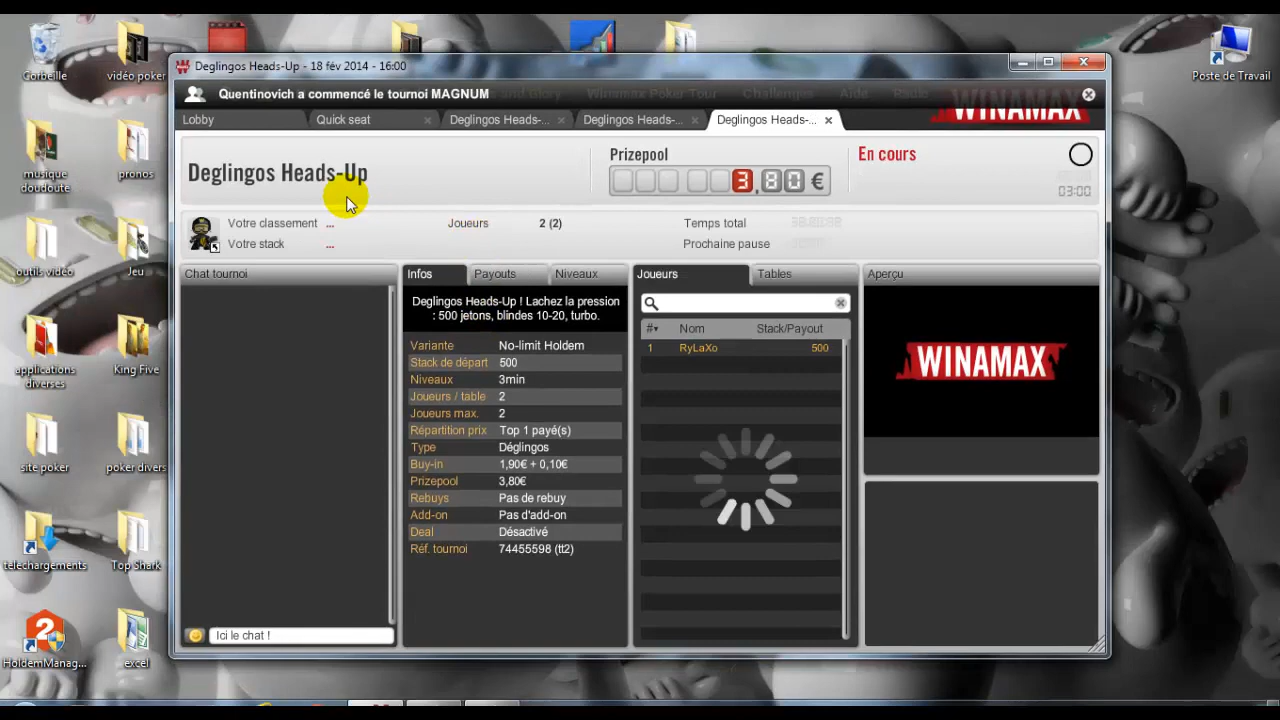 Corbeille
vidéo poker
Poste de Travail
musique
doudoute
pronos
outils vidéo
Jeu
applications
diverses
King Five
site poker
poker divers
telechargements
Top Shark
HoldemManag...
excel
Deglingos Heads-Up - 18 fév 2014 - 16:00
Quentinovich a commencé le tournoi MAGNUM
Winamax Poker Tour
Challenges
Aide
Radio
WINAMAX
Lobby
Quick seat
Deglingos Heads-...
Deglingos Heads-...
Deglingos Heads-...
Deglingos Heads-Up
Prizepool
3,80 €
En cours
03:00
Votre classement ...
Joueurs 2 (2)
Temps total
Votre stack ...
Prochaine pause
Chat tournoi
Infos
Payouts
Niveaux
Joueurs
Tables
Aperçu
Deglingos Heads-Up ! Lachez la pression
: 500 jetons, blindes 10-20, turbo.
Variante No-limit Holdem
Stack de départ 500
Niveaux 3min
Joueurs / table 2
Joueurs max. 2
Répartition prix Top 1 payé(s)
Type Déglingos
Buy-in 1,90€ + 0,10€
Prizepool 3,80€
Rebuys Pas de rebuy
Add-on Pas d'add-on
Deal Désactivé
Réf. tournoi 74455598 (tt2)
# Nom Stack/Payout
1 RyLaXo 500
WINAMAX
Ici le chat !